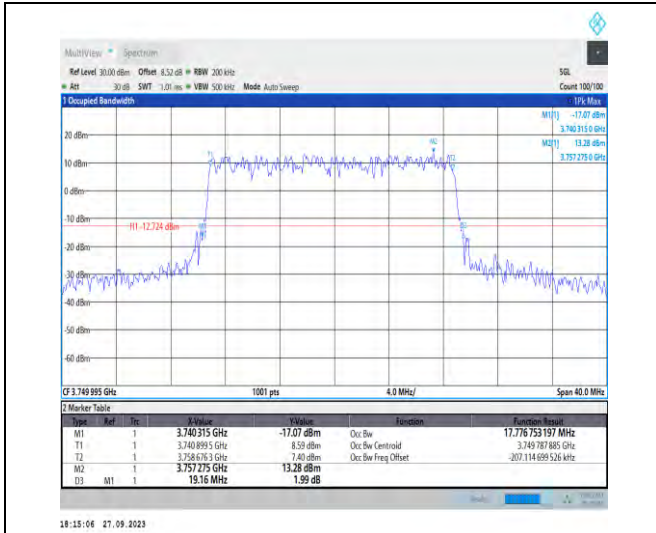 MultiView Spectrum
Ref Level 30.00 dBm Offset 8.52 dB RBW 200 kHz SGL
Att 30 dB SWT 1.01 ms VBW 500 kHz Mode Auto Sweep Count 100/100
1 Occupied Bandwidth 1Pk Max
M1[1] -17.07 dBm
3.740 315 0 GHz
M2[1] 13.28 dBm
3.757 275 0 GHz
20 dBm
M2
T1 T2
10 dBm
0 dBm
-10 dBm
H1 -12.724 dBm
-30 dBm
-40 dBm
-50 dBm
-60 dBm
CF 3.749 995 GHz 1001 pts 4.0 MHz/ Span 40.0 MHz
2 Marker Table
Type Ref Trc X-Value Y-Value Function Function Result
M1 1 3.740 315 GHz -17.07 dBm Occ Bw 17.776 753 197 MHz
T1 1 3.740 899 5 GHz 8.59 dBm Occ Bw Centroid 3.749 787 885 GHz
T2 1 3.758 676 3 GHz 7.40 dBm Occ Bw Freq Offset -207.114 699 526 kHz
M2 1 3.757 275 GHz 13.28 dBm
D3 M1 1 19.16 MHz 1.99 dB
18:15:06 27.09.2023